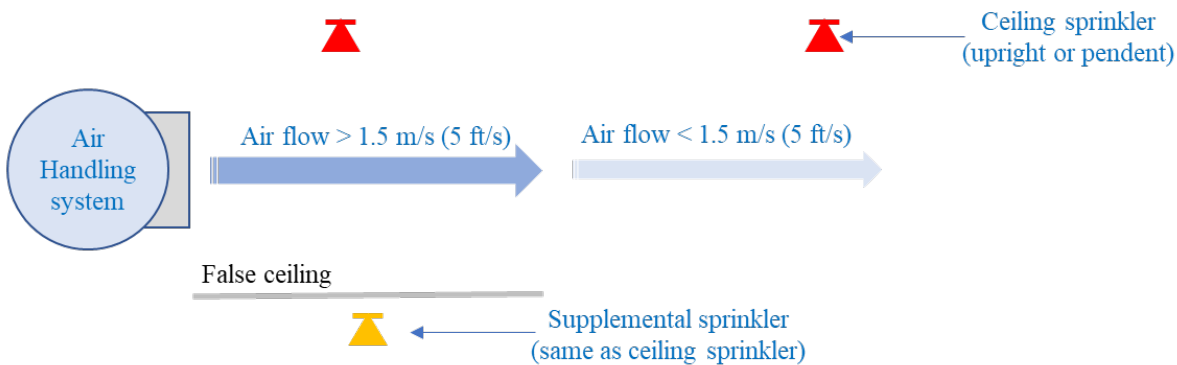 Ceiling sprinkler
(upright or pendent)
Air
Handling
system
Air flow > 1.5 m/s (5 ft/s)
Air flow < 1.5 m/s (5 ft/s)
False ceiling
Supplemental sprinkler
(same as ceiling sprinkler)